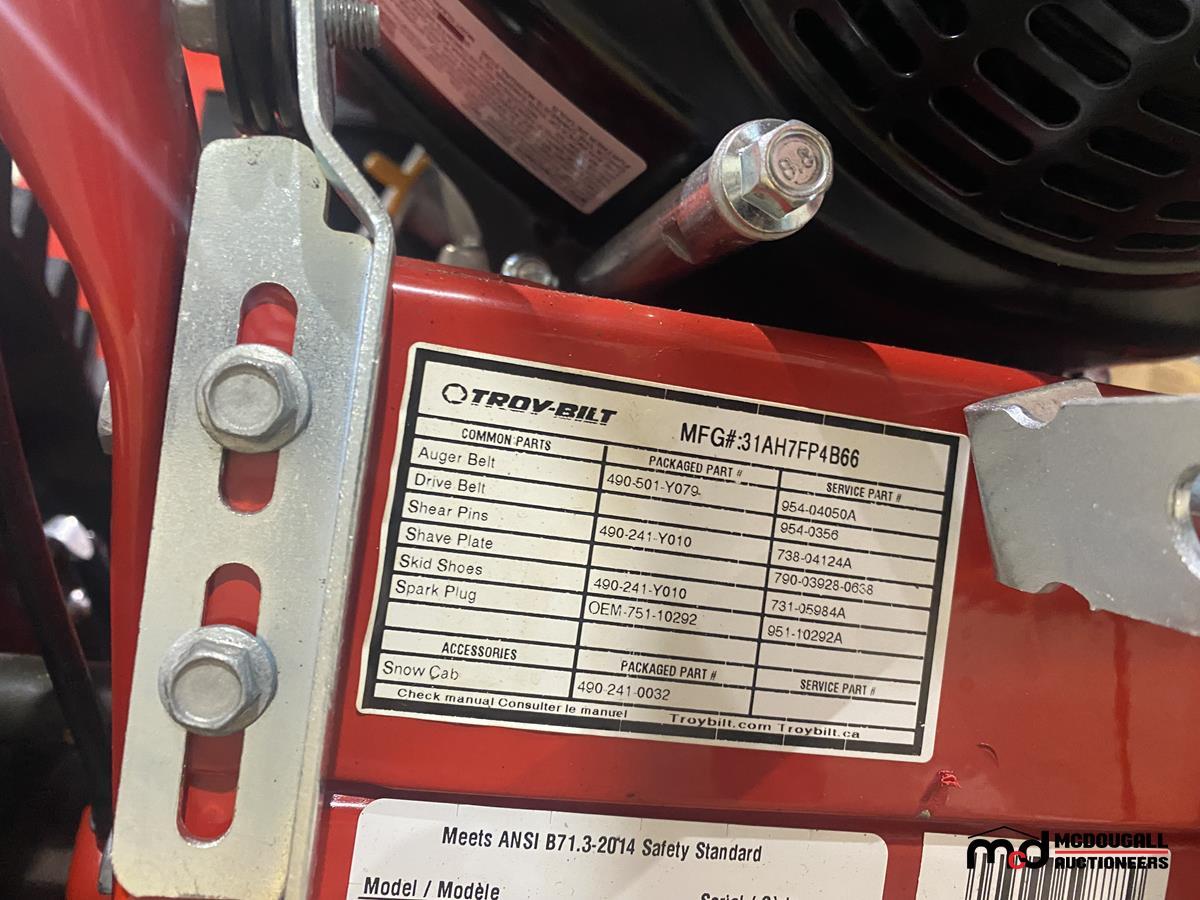 TROY-BILT MFG#:31AH7FP4B66
COMMON PARTS PACKAGED PART # SERVICE PART #
Auger Belt 490-501-Y079 954-04050A
Drive Belt 954-0356
Shear Pins 490-241-Y010 738-04124A
Shave Plate 790-03928-0638
Skid Shoes 490-241-Y010 731-05984A
Spark Plug OEM-751-10292 951-10292A
ACCESSORIES PACKAGED PART # SERVICE PART #
Snow Cab 490-241-0032
Check manual Consulter le manuel Troybilt.com Troybilt.ca
8.8
Meets ANSI B71.3-2014 Safety Standard
Model / Modèle
mcd MCDOUGALL
AUCTIONEERS